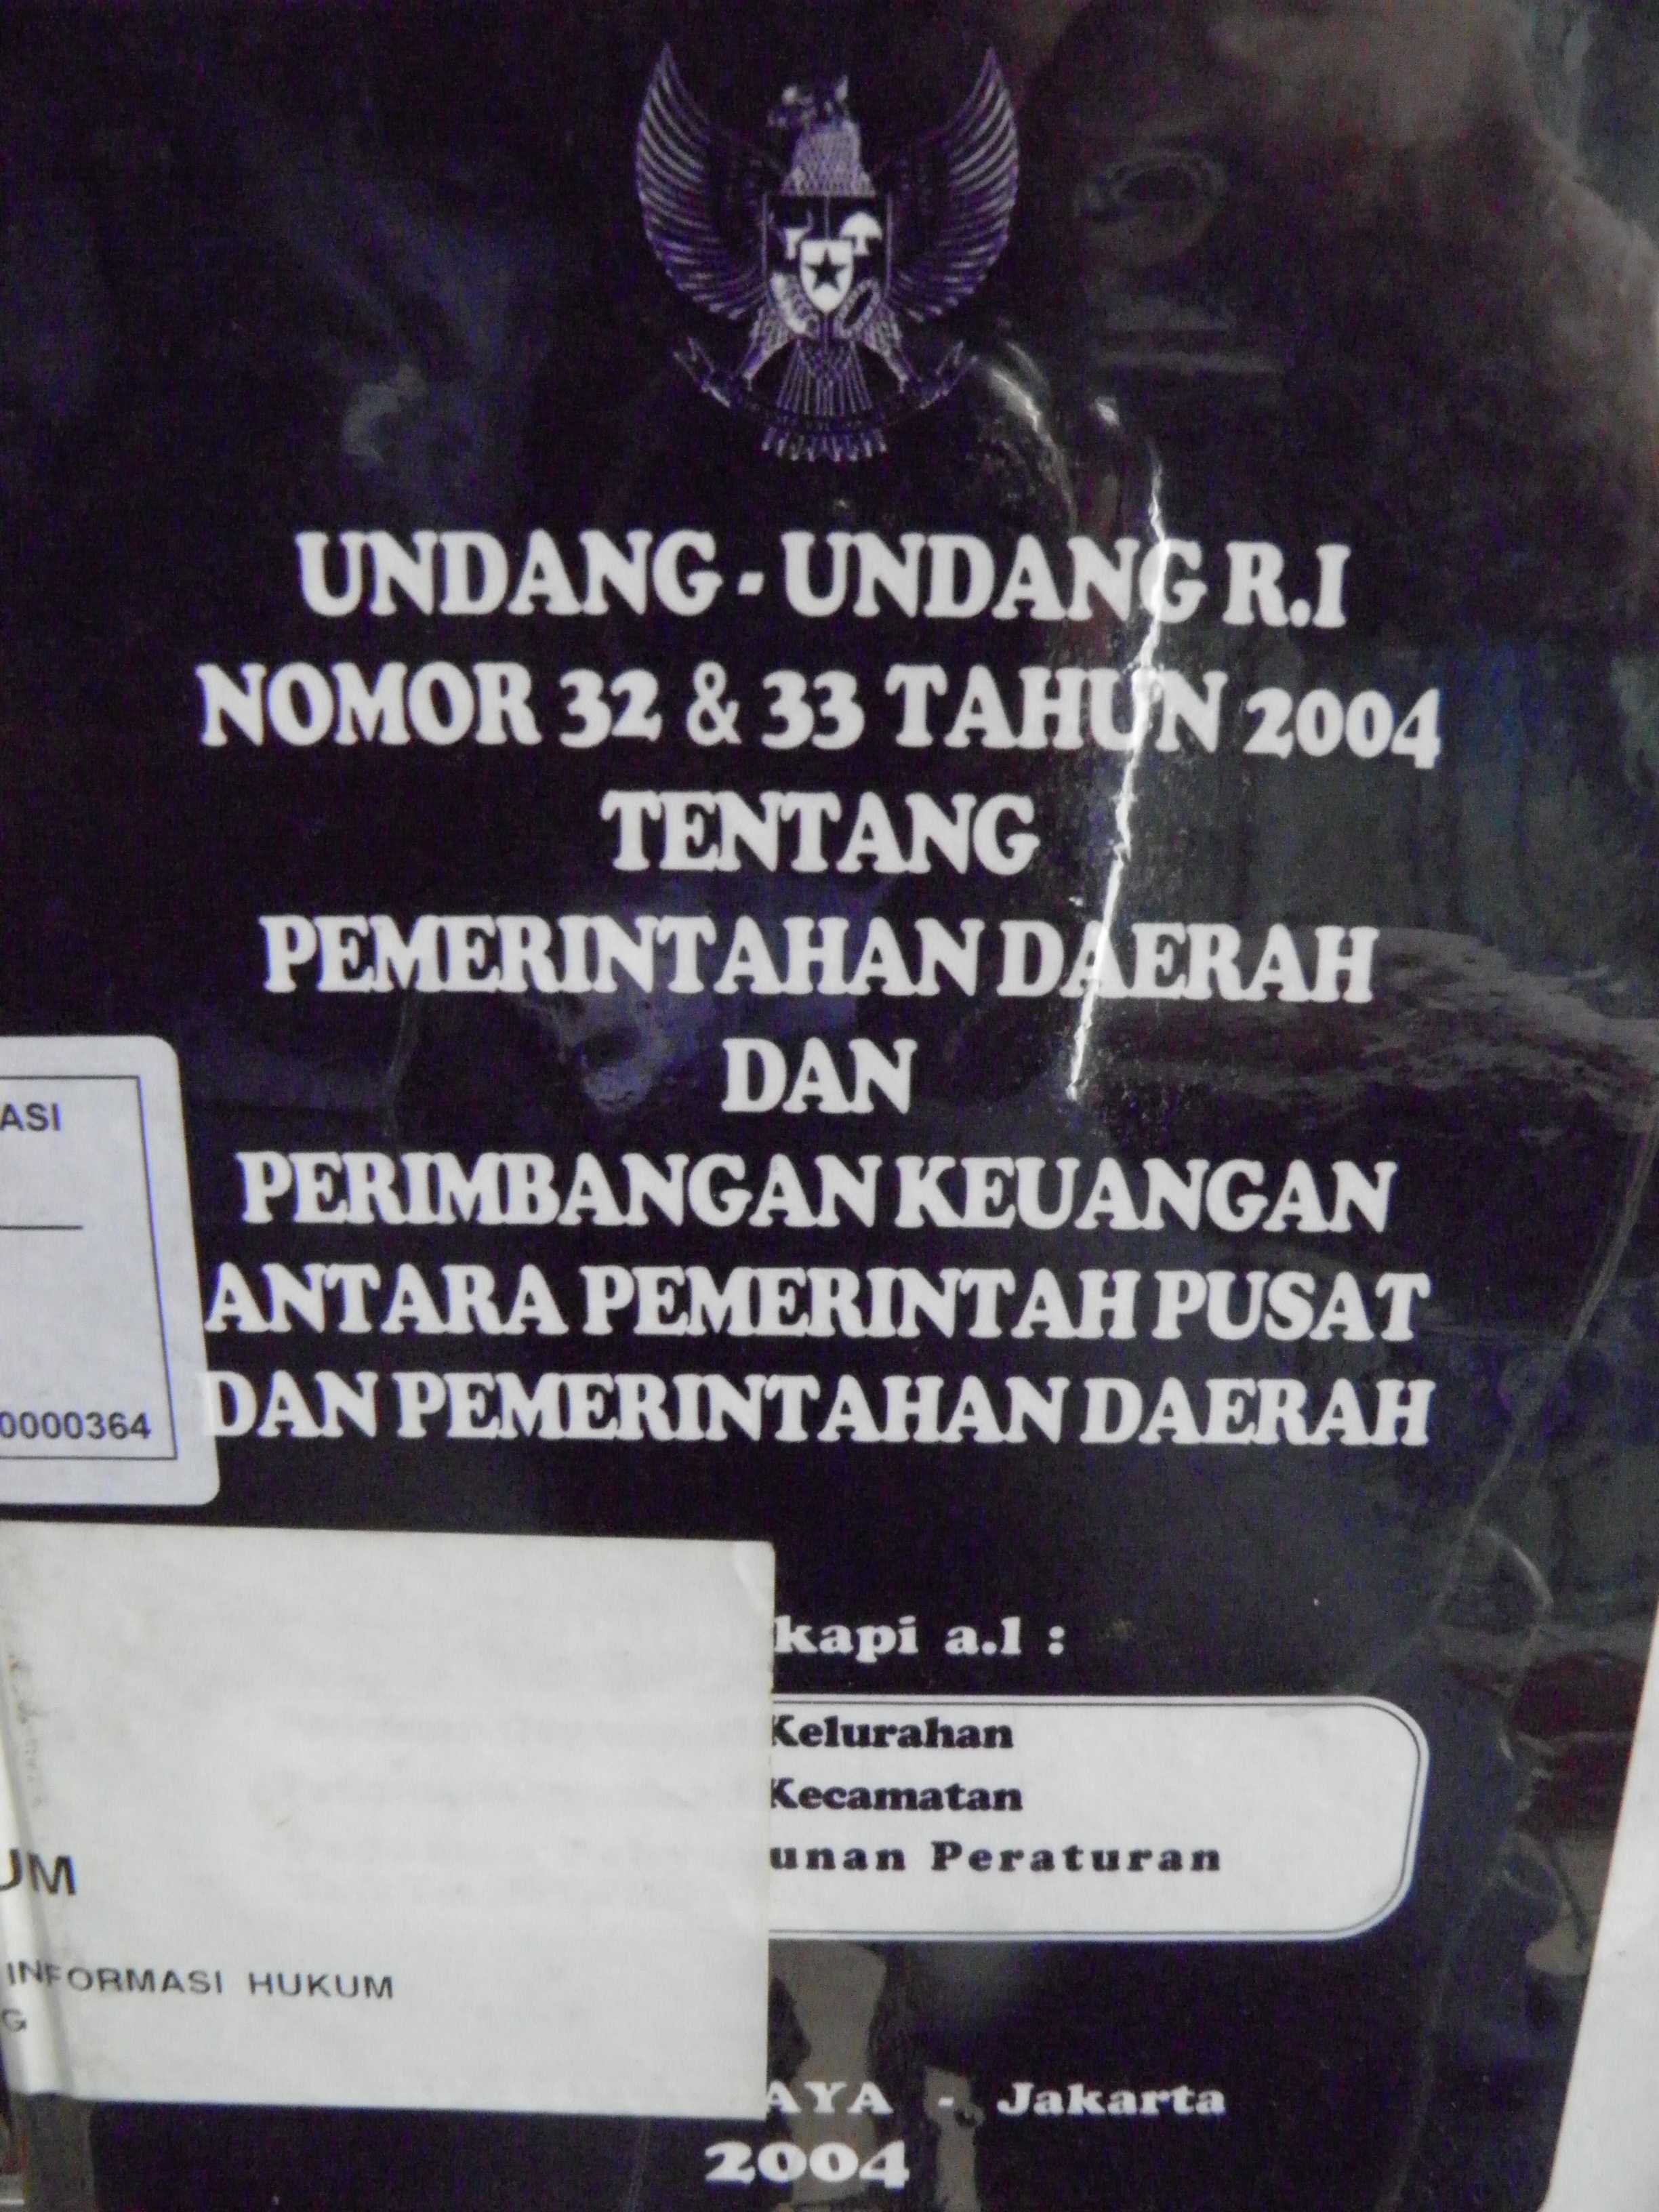 UNDANG - UNDANG R.I
NOMOR 32 & 33 TAHUN 2004
TENTANG
PEMERINTAHAN DAERAH
DAN
PERIMBANGAN KEUANGAN
ANTARA PEMERINTAH PUSAT
DAN PEMERINTAHAN DAERAH
ASI
0000364
kapi a.l :
Kelurahan
Kecamatan
unan Peraturan
UM
INFORMASI HUKUM
G
AYA - Jakarta
2004